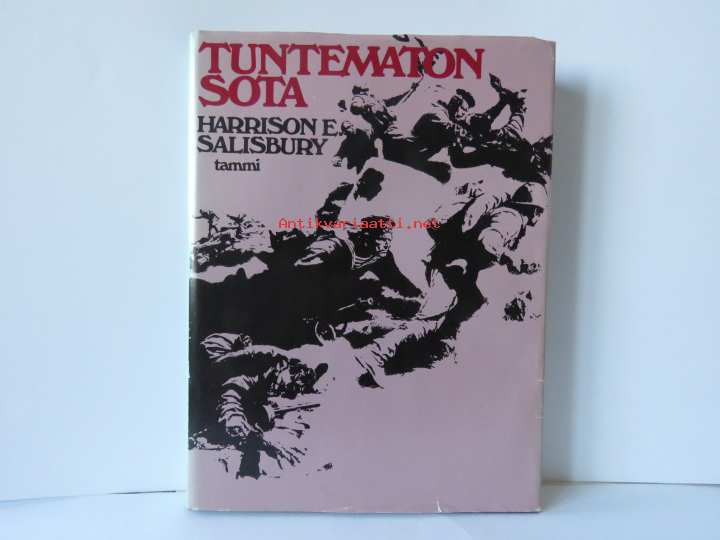 TUNTEMATON
SOTA
HARRISON E.
SALISBURY
tammi
Antikvariaatti.net